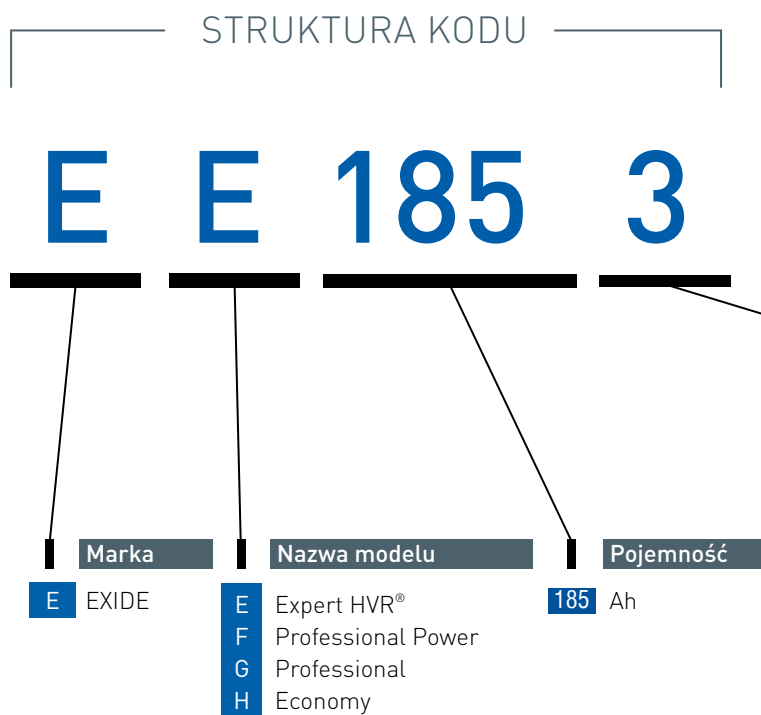 STRUKTURA KODU
E E 185 3
Marka Nazwa modelu Pojemność
E EXIDE E Expert HVR® 185 Ah
F Professional Power
G Professional
H Economy